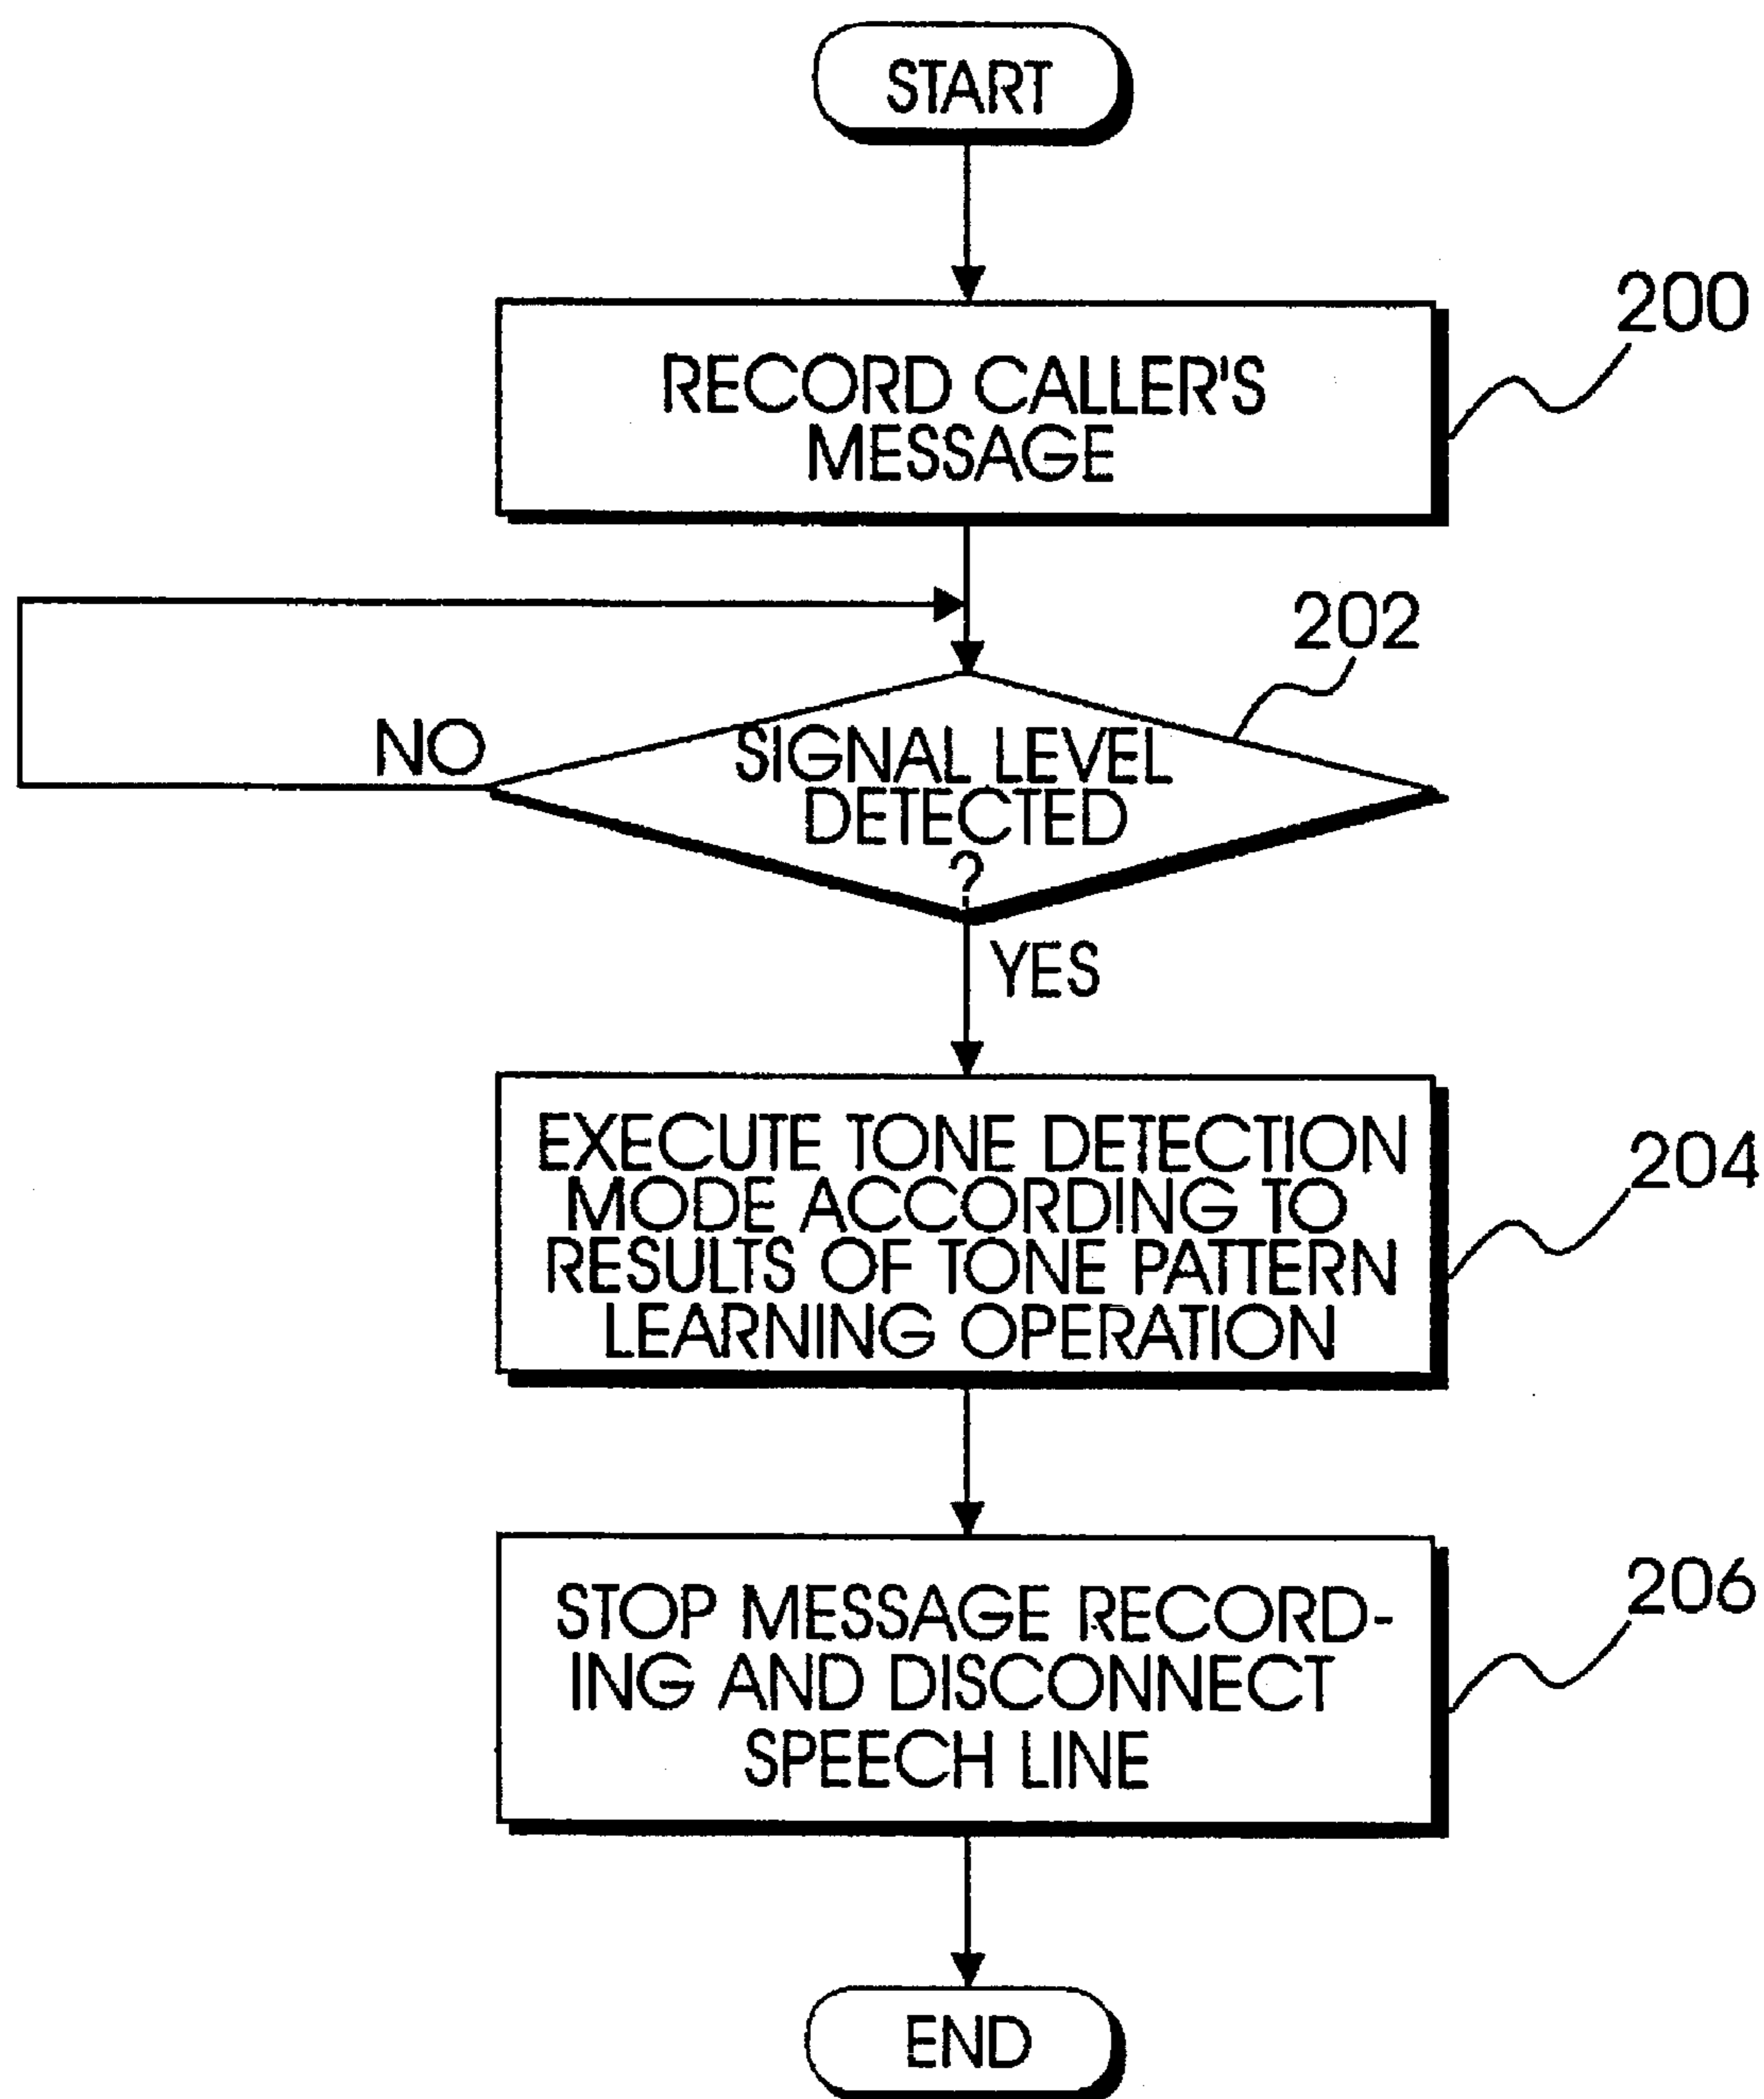 START
200
RECORD CALLER'S
MESSAGE
202
NO
SIGNAL LEVEL
DETECTED
?
YES
EXECUTE TONE DETECTION
MODE ACCORDING TO
RESULTS OF TONE PATTERN
LEARNING OPERATION
204
STOP MESSAGE RECORD-
ING AND DISCONNECT
SPEECH LINE
206
END